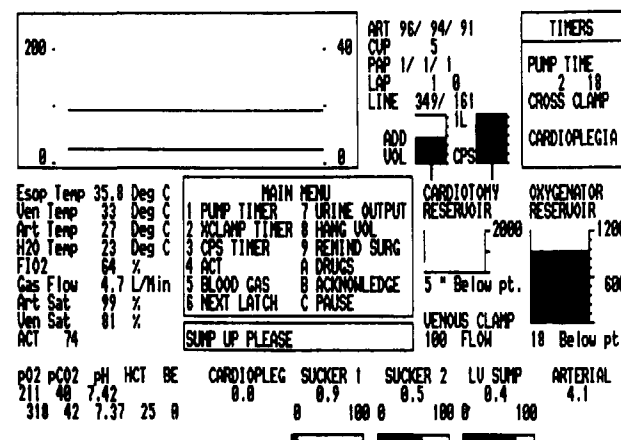 200 - - 40
0 - - 0
ART 96/ 94/ 91
CVP 5
PAP 1/ 1/ 1
LAP 1 0
LINE 349/ 161
1L
ADD VOL
CPS
TIMERS
PUMP TIME
2 18
CROSS CLAMP
CARDIOPLEGIA
Esop Temp 35.8 Deg C
Ven Temp 33 Deg C
Art Temp 27 Deg C
H2O Temp 23 Deg C
FIO2 64 %
Gas Flow 4.7 L/Min
Art Sat 99 %
Ven Sat 81 %
ACT 74
MAIN MENU
1 PUMP TIMER 7 URINE OUTPUT
2 XCLAMP TIMER 8 HANG VOL
3 CPS TIMER 9 REMIND SURG
4 ACT A DRUGS
5 BLOOD GAS B ACKNOWLEDGE
6 NEXT LATCH C PAUSE
SUMP UP PLEASE
CARDIOTOMY
RESERVOIR
2000
5 " Below pt.
VENOUS CLAMP
100 FLOW
OXYGENATOR
RESERVOIR
1200
600
18 Below pt
pO2 pCO2 pH HCT BE
211 40 7.42
318 42 7.37 25 0
CARDIOPLEG SUCKER 1 SUCKER 2 LV SUMP ARTERIAL
0.0 0.9 0.5 0.4 4.1
0 100 0 100 0 100